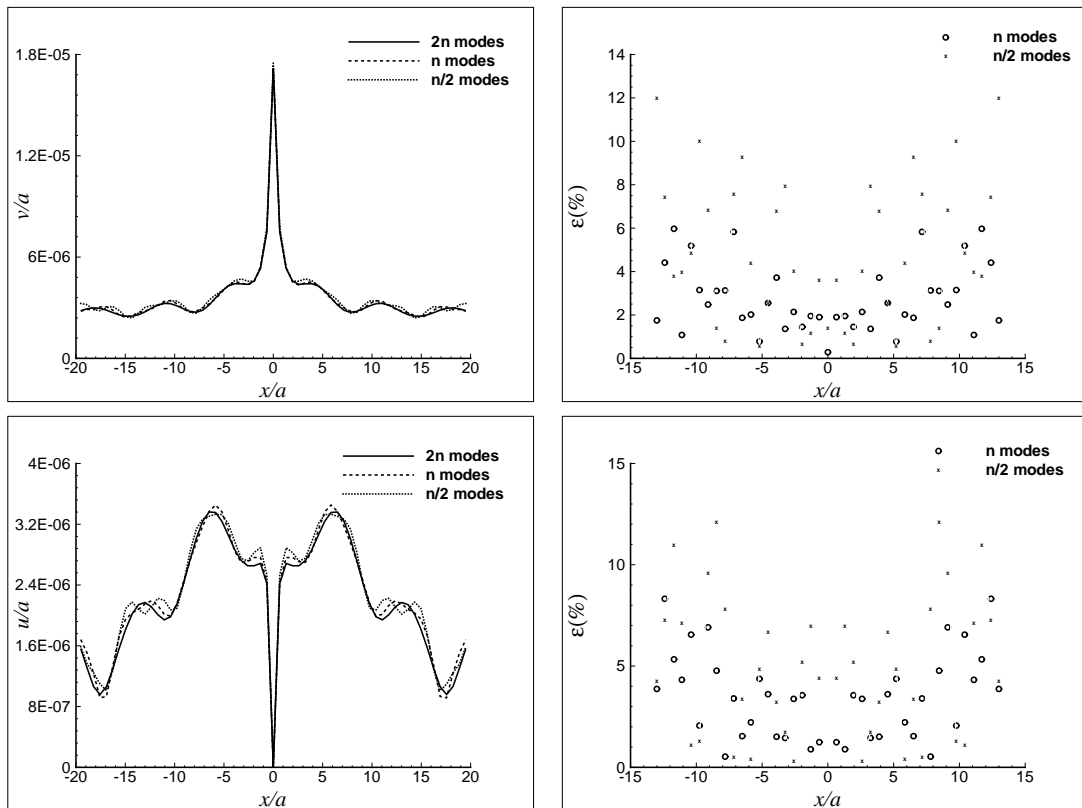 2n modes
n modes
n/2 modes
1.8E-05
1.2E-05
6E-06
0
v/a
-20 -15 -10 -5 0 5 10 15 20
x/a
n modes
n/2 modes
14
12
10
8
6
4
2
0
ε(%)
-15 -10 -5 0 5 10 15
x/a
2n modes
n modes
n/2 modes
4E-06
3.2E-06
2.4E-06
1.6E-06
8E-07
0
u/a
-20 -15 -10 -5 0 5 10 15 20
x/a
n modes
n/2 modes
15
10
5
0
ε(%)
-15 -10 -5 0 5 10 15
x/a